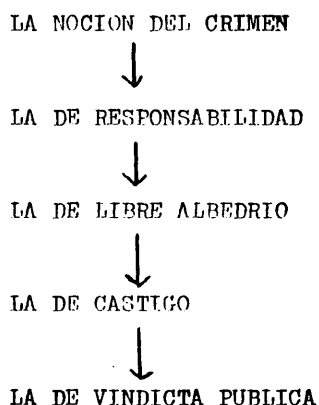 LA NOCION DEL CRIMEN
LA DE RESPONSABILIDAD
LA DE LIBRE ALBEDRIO
LA DE CASTIGO
LA DE VINDICTA PUBLICA